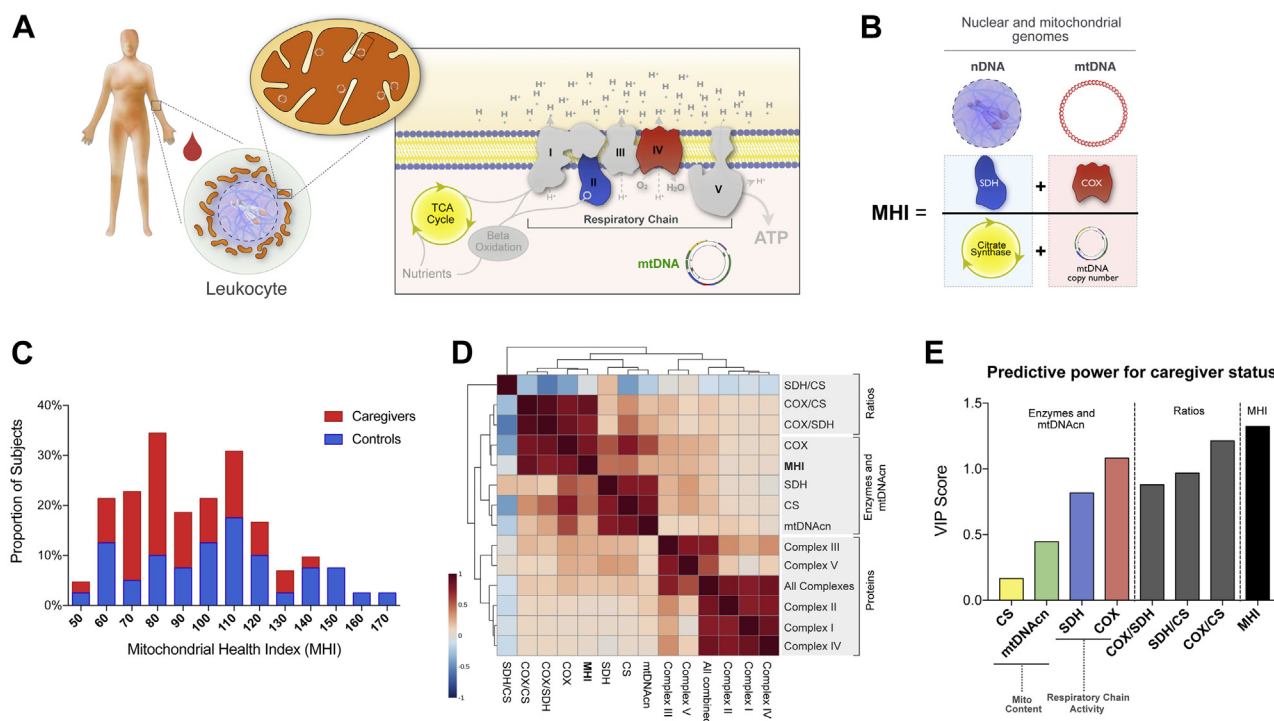 A
Leukocyte
H H H H H H H H
H⁺ H⁺ H⁺ H⁺ H⁺ H⁺ H⁺ H⁺
I
II
III
IV
V
O₂
H₂O
H⁺
H⁺
H⁺
H⁺
TCA
Cycle
Beta
Oxidation
Nutrients
Respiratory Chain
ATP
mtDNA
B
Nuclear and mitochondrial
genomes
nDNA mtDNA
SDH + COX
MHI =
Citrate
Synthase
+
mtDNA
copy number
C
Proportion of Subjects
40%
30%
20%
10%
0%
Caregivers
Controls
50 60 70 80 90 100 110 120 130 140 150 160 170
Mitochondrial Health Index (MHI)
D
SDH/CS
COX/CS
COX/SDH
COX
MHI
SDH
CS
mtDNAcn
Complex III
Complex V
All Complexes
Complex II
Complex I
Complex IV
Ratios
Enzymes and
mtDNAcn
Proteins
1
0.5
0
-0.5
-1
SDH/CS
COX/CS
COX/SDH
COX
MHI
SDH
CS
mtDNAcn
Complex III
Complex V
All combined
Complex II
Complex I
Complex IV
E
Predictive power for caregiver status
Enzymes and
mtDNAcn
Ratios
MHI
VIP Score
1.5
1.0
0.5
0.0
CS
mtDNAcn
SDH
COX
COX/SDH
SDH/CS
COX/CS
MHI
Mito
Content
Respiratory Chain
Activity